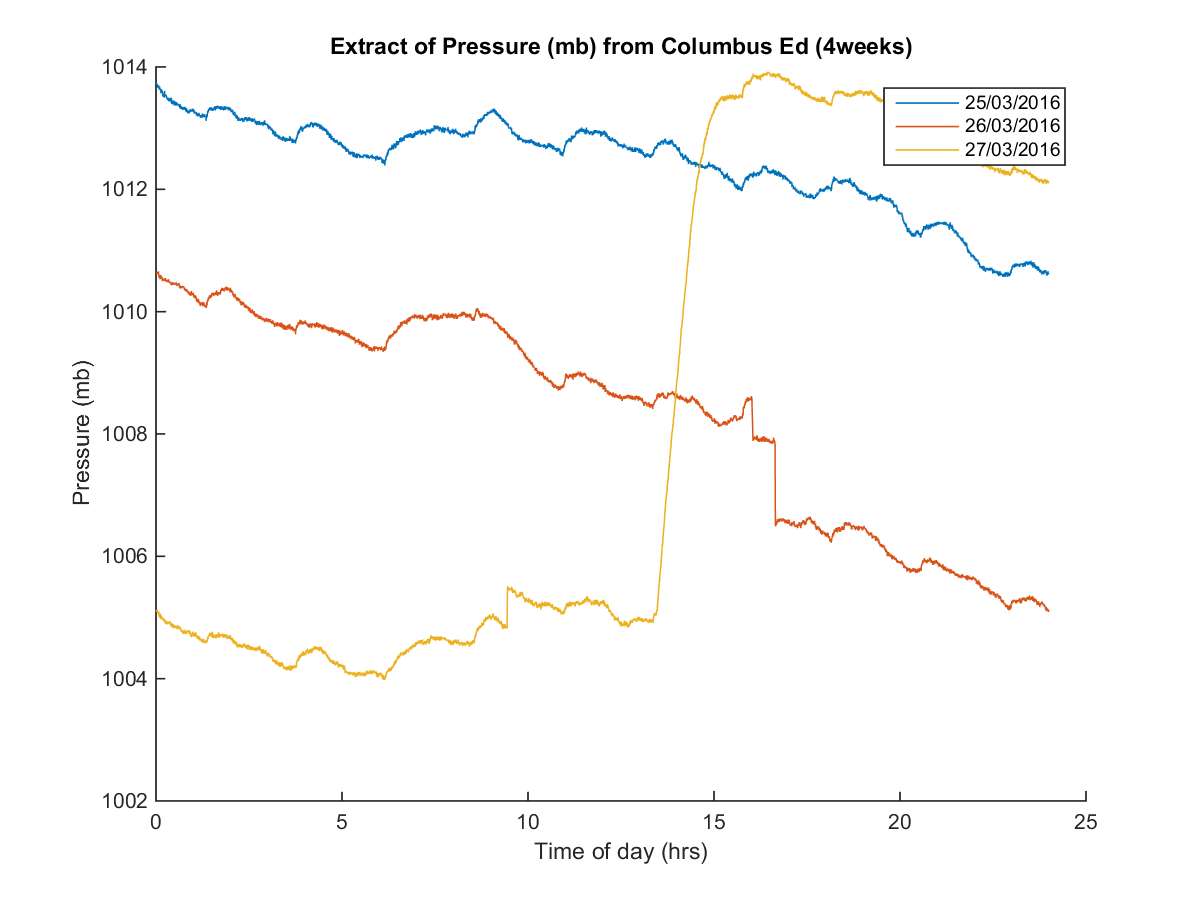 Extract of Pressure (mb) from Columbus Ed (4weeks)
1014
1012
1010
1008
1006
1004
1002
Pressure (mb)
25/03/2016
26/03/2016
27/03/2016
0 5 10 15 20 25
Time of day (hrs)